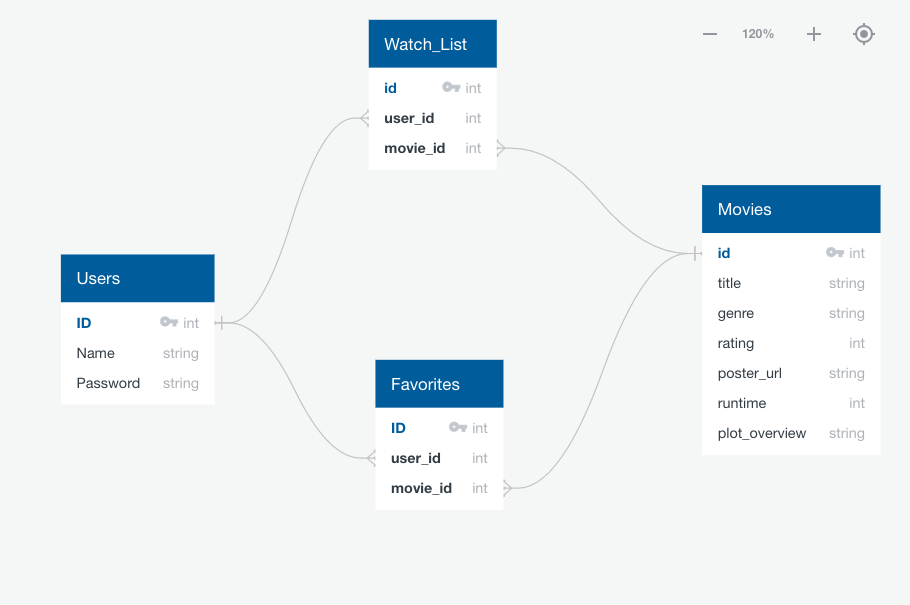 120%
Watch_List
id int
user_id int
movie_id int
Movies
id int
title string
genre string
rating int
poster_url string
runtime int
plot_overview string
Users
ID int
Name string
Password string
Favorites
ID int
user_id int
movie_id int